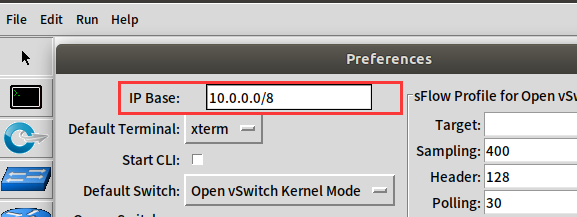 File Edit Run Help
Preferences
IP Base: 10.0.0.0/8
Default Terminal: xterm
Start CLI:
Default Switch: Open vSwitch Kernel Mode
sFlow Profile for Open vSw
Target:
Sampling: 400
Header: 128
Polling: 30